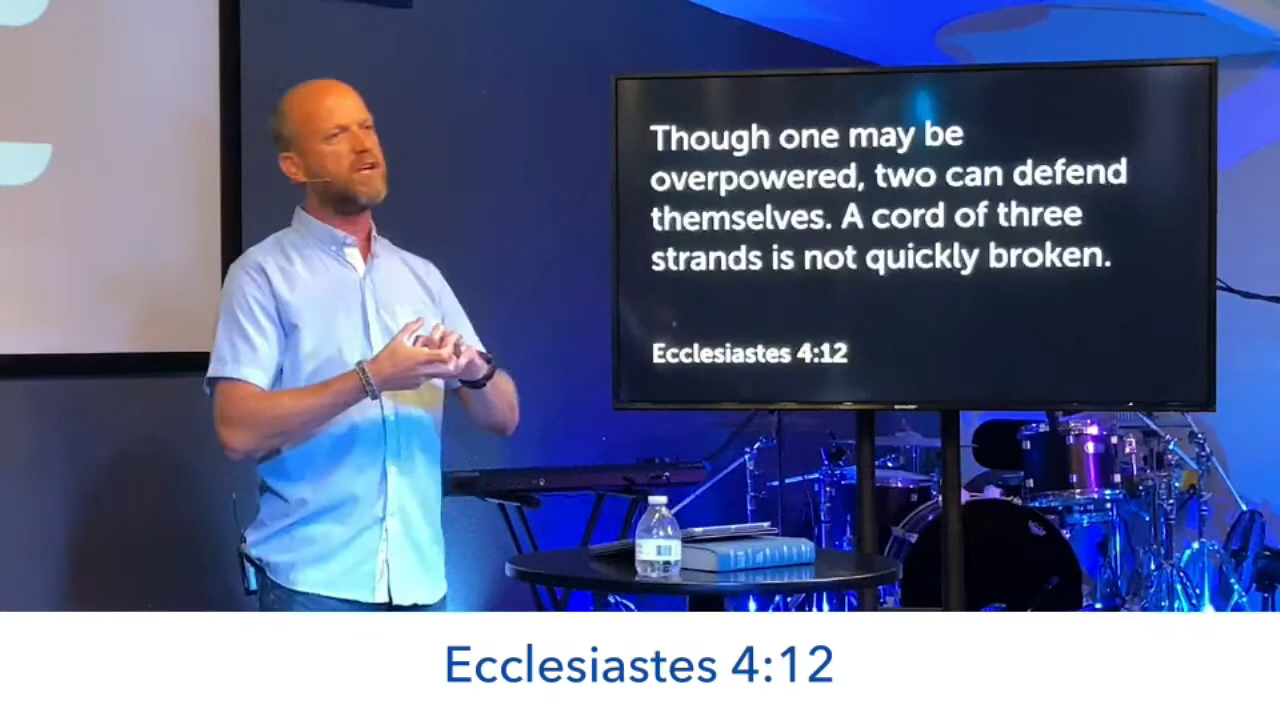 Though one may be
overpowered, two can defend
themselves. A cord of three
strands is not quickly broken.
Ecclesiastes 4:12
Ecclesiastes 4:12